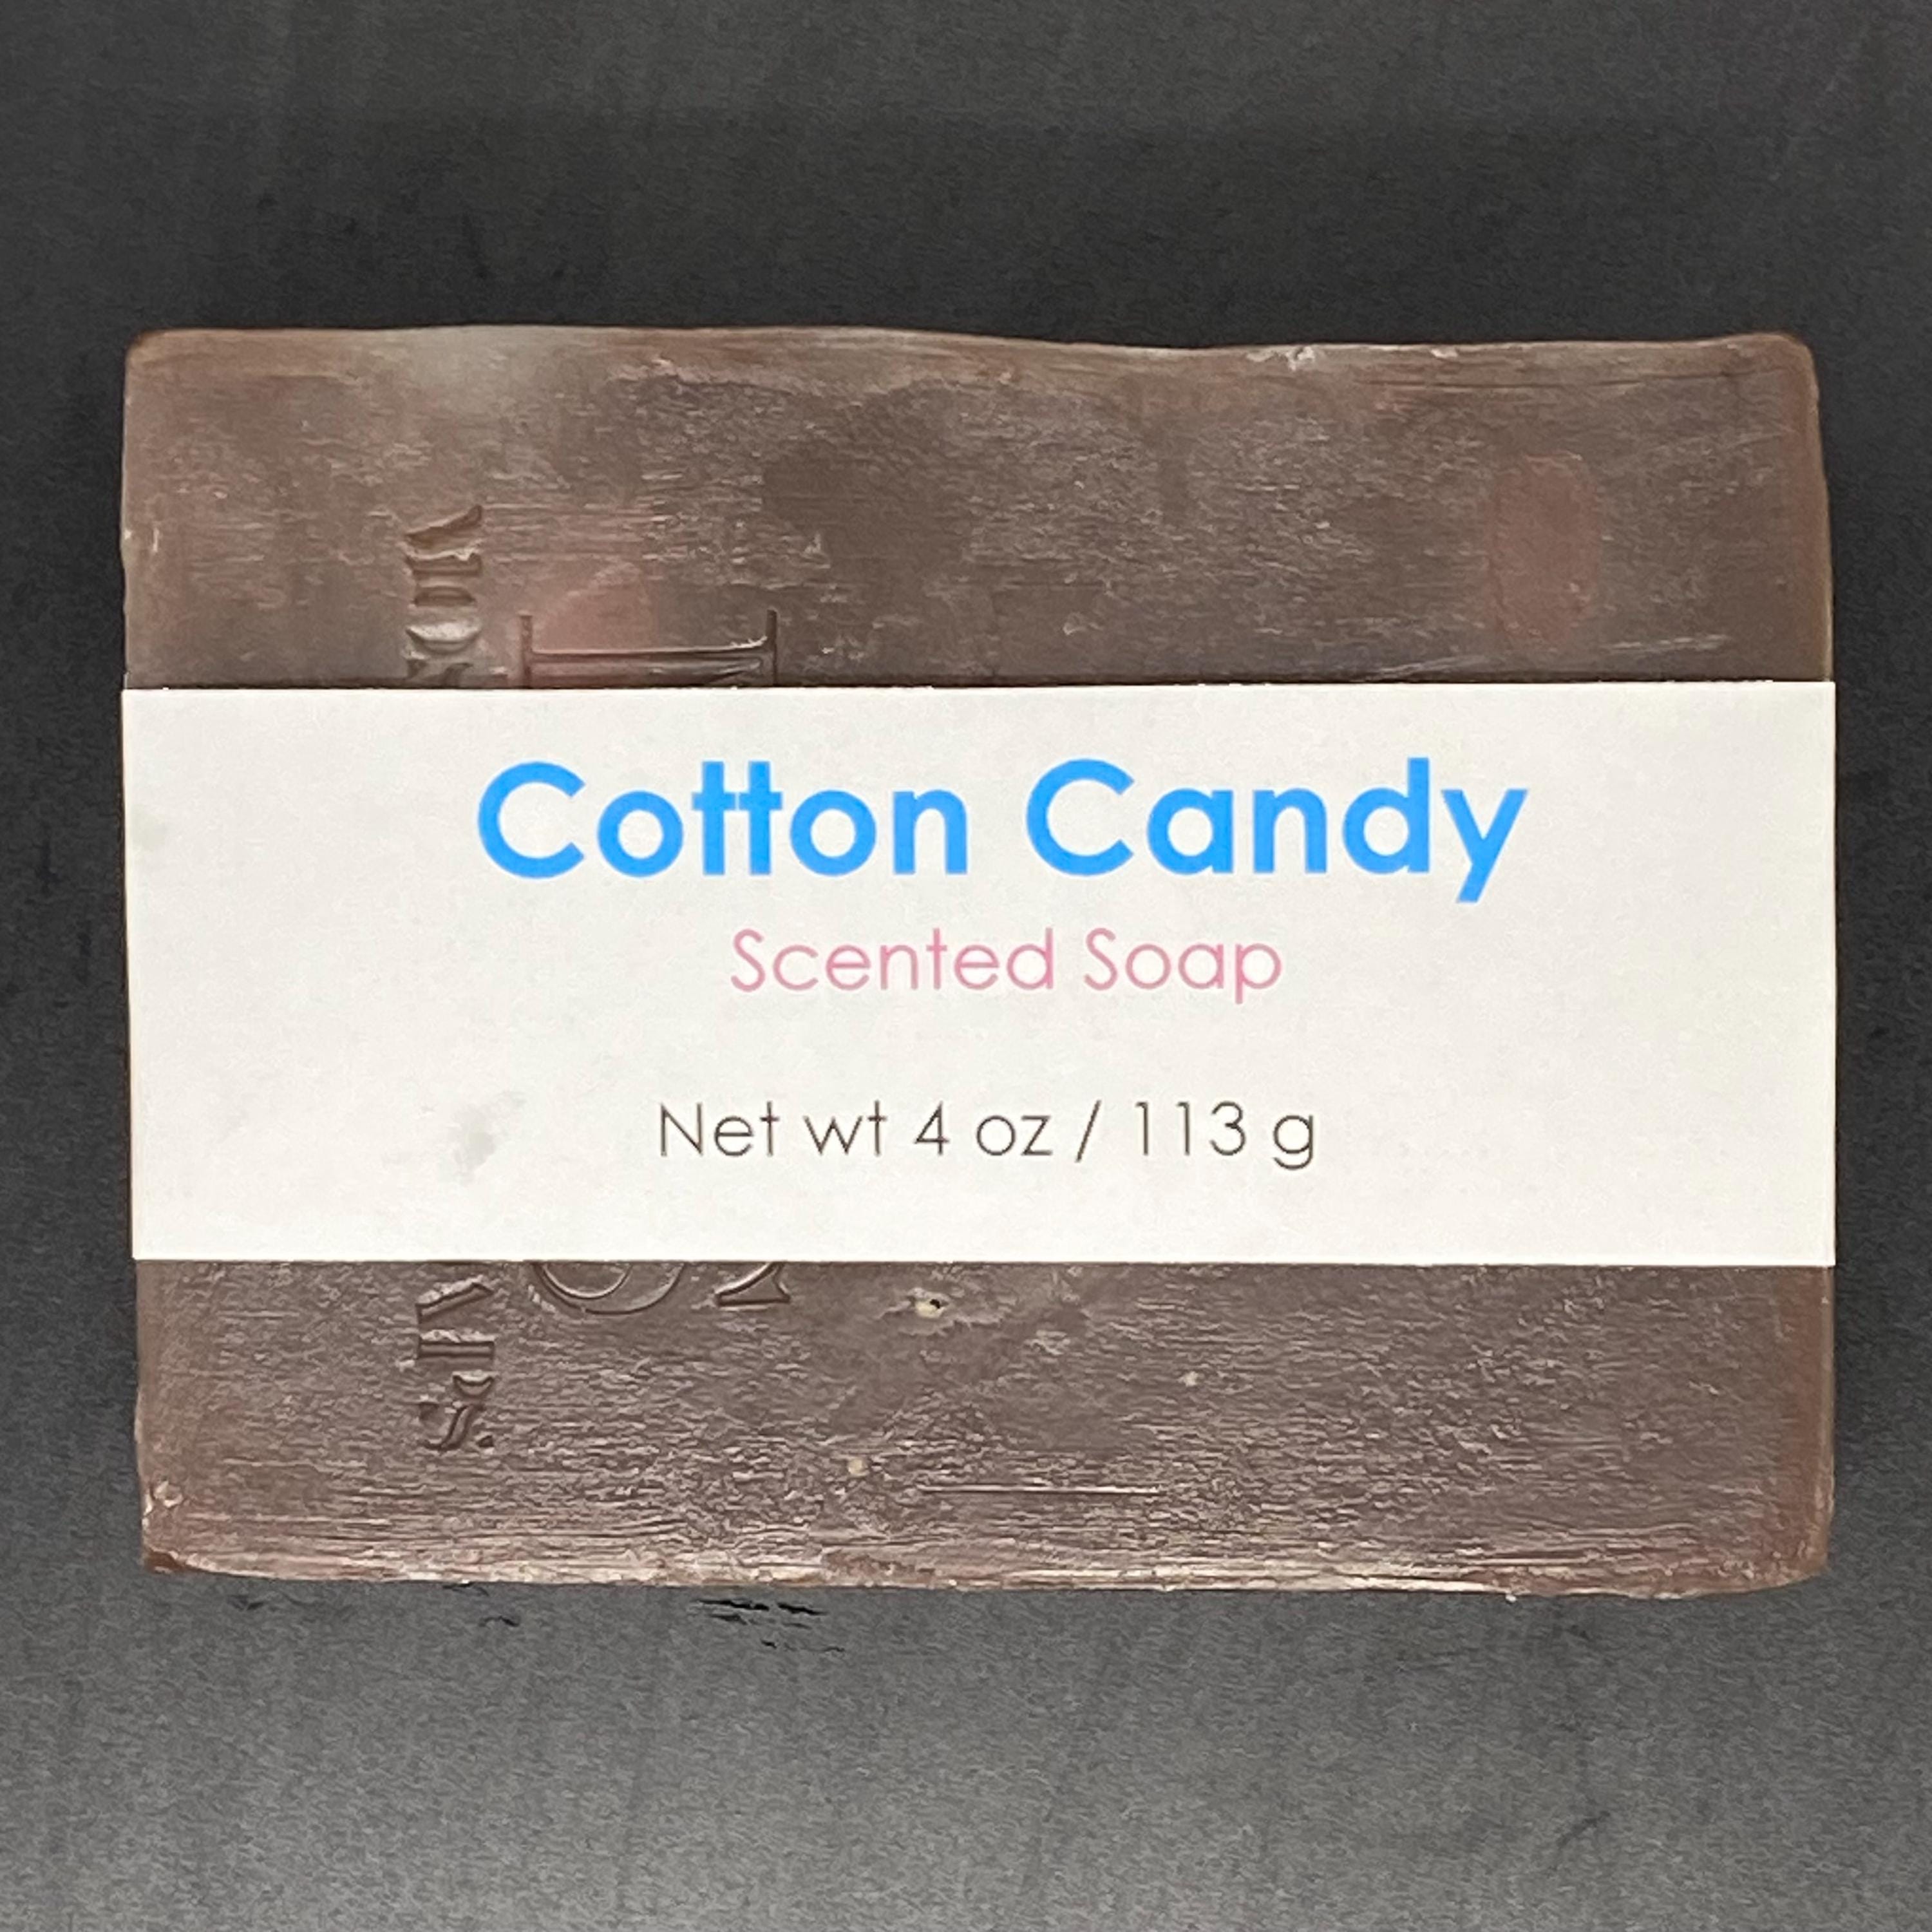 Cotton Candy
Scented Soap
Net wt 4 oz / 113 g